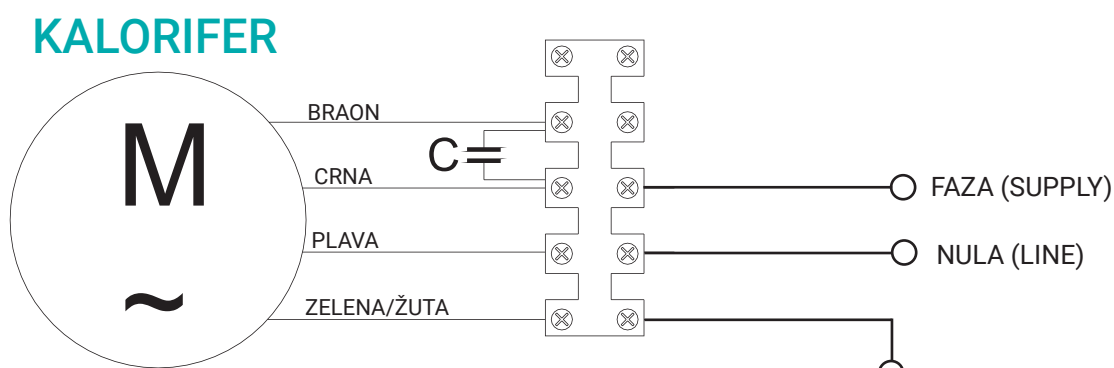 KALORIFER
M
~
BRAON
C
CRNA
FAZA (SUPPLY)
PLAVA
NULA (LINE)
ZELENA/ŽUTA